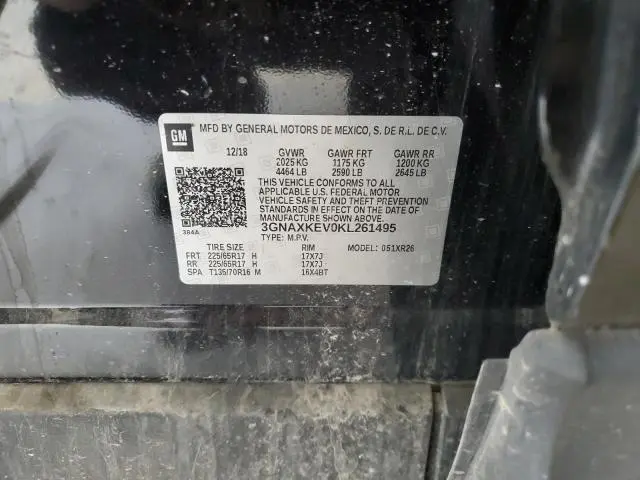 GM
MFD BY GENERAL MOTORS DE MEXICO, S. DE R.L. DE C.V.
12/18 GVWR GAWR FRT GAWR RR
2025 KG 1175 KG 1200 KG
4464 LB 2590 LB 2645 LB
THIS VEHICLE CONFORMS TO ALL
APPLICABLE U.S. FEDERAL MOTOR
VEHICLE SAFETY AND THEFT PREVENTION
STANDARDS IN EFFECT ON THE DATE OF
MANUFACTURE SHOWN ABOVE.
3GNAXKEV0KL261495
384A
TYPE: M.P.V. MODEL: 051XR26
TIRE SIZE RIM
FRT 225/65R17 H 17X7J
RR 225/65R17 H 17X7J
SPA T135/70R16 M 16X4BT